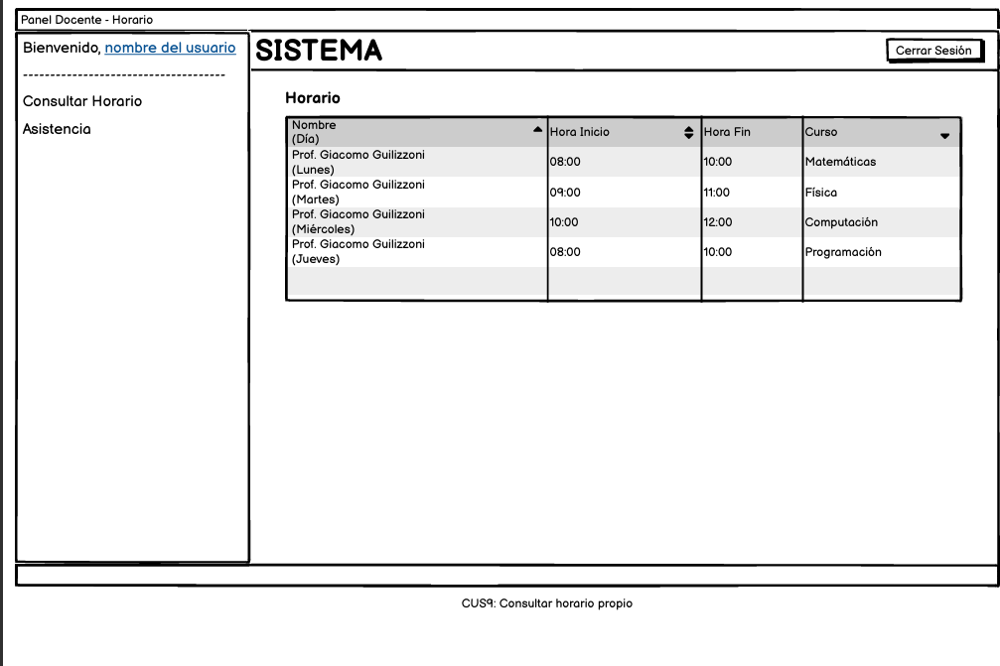 Panel Docente - Horario
Bienvenido, nombre del usuario
------------------------------------
Consultar Horario
Asistencia
SISTEMA
Cerrar Sesión
Horario
Nombre
(Día)
Hora Inicio
Hora Fin
Curso
Prof. Giacomo Guilizzoni
(Lunes)
08:00
10:00
Matemáticas
Prof. Giacomo Guilizzoni
(Martes)
09:00
11:00
Física
Prof. Giacomo Guilizzoni
(Miércoles)
10:00
12:00
Computación
Prof. Giacomo Guilizzoni
(Jueves)
08:00
10:00
Programación
CUS9: Consultar horario propio